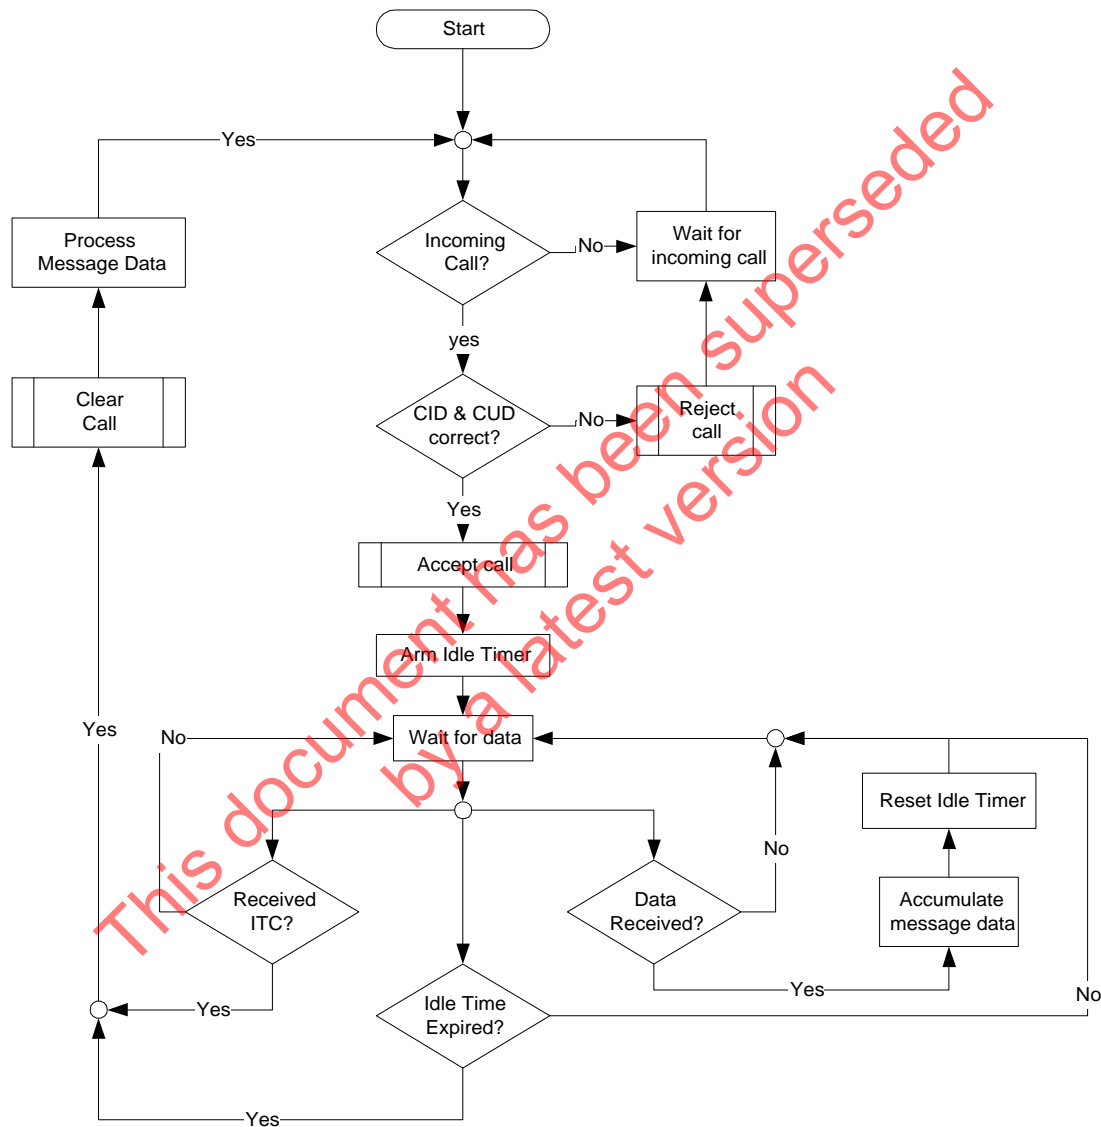 Start
Yes
Process
Message Data
Incoming
Call?
No
Wait for
incoming call
yes
Clear
Call
CID & CUD
correct?
No
Reject
call
Yes
Accept call
Arm Idle Timer
Yes
No
Wait for data
Reset Idle Timer
No
Received
ITC?
Data
Received?
Accumulate
message data
Yes
Idle Time
Expired?
Yes
No
Yes
This document has been superseded
by a latest version